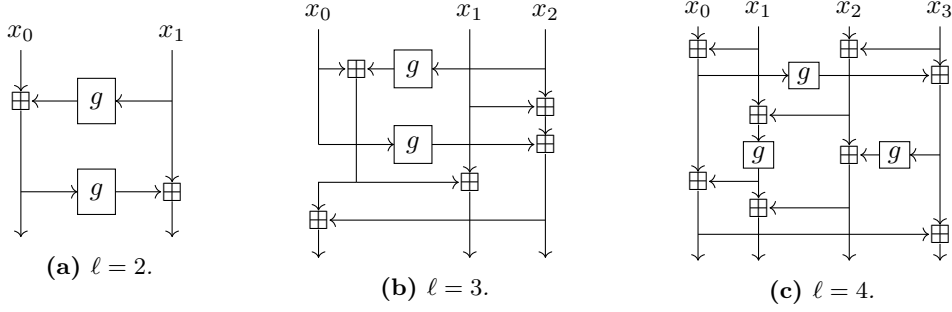 x₀ x₁
g
g
(a) ℓ = 2.
x₀ x₁ x₂
g
g
(b) ℓ = 3.
x₀ x₁ x₂ x₃
g
g g
(c) ℓ = 4.